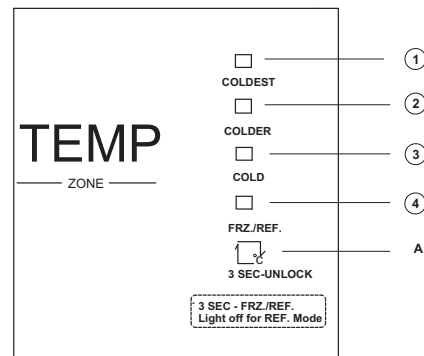 TEMP
ZONE
COLDEST
COLDER
COLD
FRZ./REF.
°C
3 SEC-UNLOCK
3 SEC - FRZ./REF.
Light off for REF. Mode
1
2
3
4
A